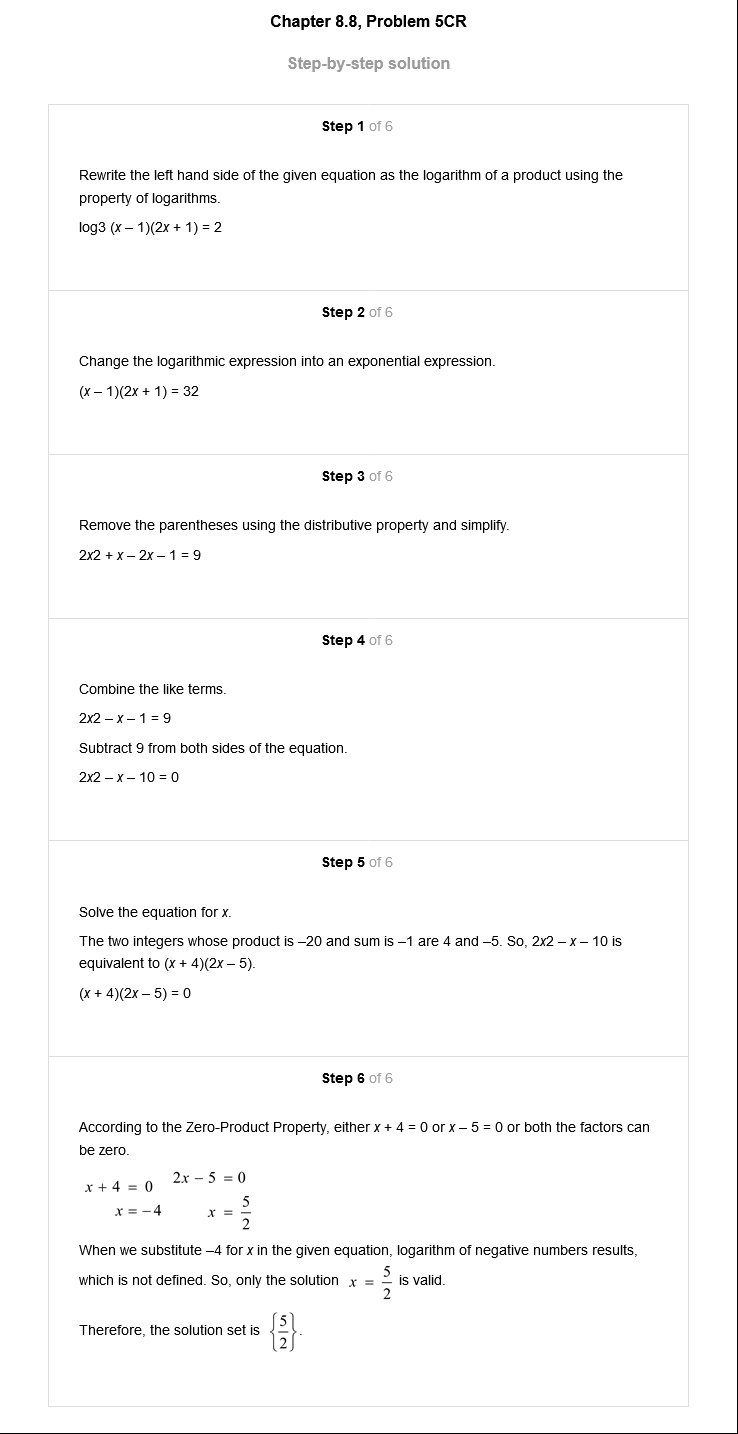 Chapter 8.8, Problem 5CR
Step-by-step solution
Step 1 of 6
Rewrite the left hand side of the given equation as the logarithm of a product using the
property of logarithms.
log3 (x – 1)(2x + 1) = 2
Step 2 of 6
Change the logarithmic expression into an exponential expression.
(x – 1)(2x + 1) = 32
Step 3 of 6
Remove the parentheses using the distributive property and simplify.
2x2 + x – 2x – 1 = 9
Step 4 of 6
Combine the like terms.
2x2 – x – 1 = 9
Subtract 9 from both sides of the equation.
2x2 – x – 10 = 0
Step 5 of 6
Solve the equation for x.
The two integers whose product is –20 and sum is –1 are 4 and –5. So, 2x2 – x – 10 is
equivalent to (x + 4)(2x – 5).
(x + 4)(2x – 5) = 0
Step 6 of 6
According to the Zero-Product Property, either x + 4 = 0 or x – 5 = 0 or both the factors can
be zero.
x + 4 = 0 2x – 5 = 0
x = –4 x = 5/2
When we substitute –4 for x in the given equation, logarithm of negative numbers results,
which is not defined. So, only the solution x = 5/2 is valid.
Therefore, the solution set is {5/2}.